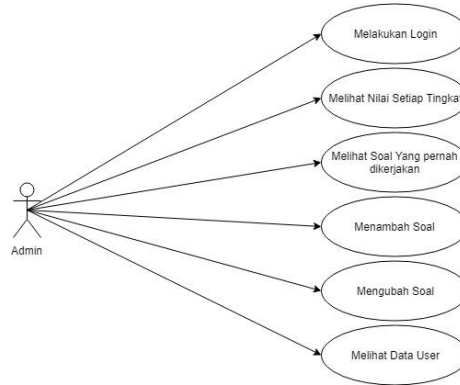 Melakukan Login
Melihat Nilai Setiap Tingkat
Melihat Soal Yang pernah
dikerjakan
Admin
Menambah Soal
Mengubah Soal
Melihat Data User